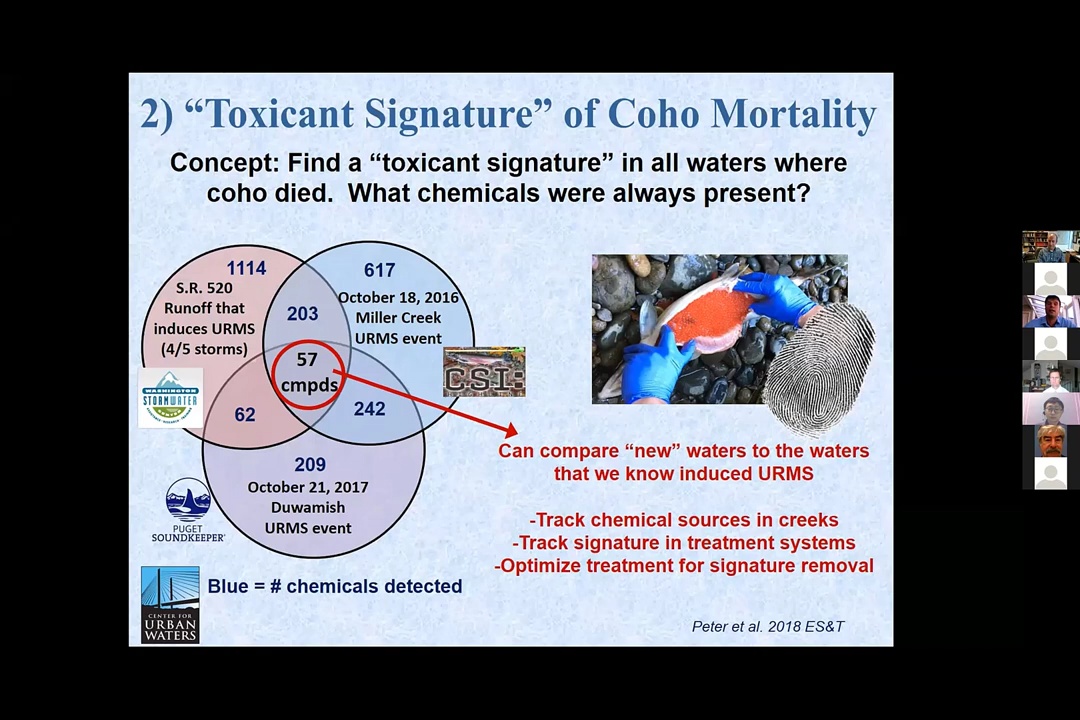 2) “Toxicant Signature” of Coho Mortality
Concept: Find a “toxicant signature” in all waters where
coho died.  What chemicals were always present?
1114
S.R. 520
Runoff that
induces URMS
(4/5 storms)
617
October 18, 2016
Miller Creek
URMS event
203
57
cmpds
62
242
209
October 21, 2017
Duwamish
URMS event
WASHINGTON
STORMWATER
CENTER
CSI:
PUGET
SOUNDKEEPER
Can compare “new” waters to the waters
that we know induced URMS
-Track chemical sources in creeks
-Track signature in treatment systems
-Optimize treatment for signature removal
Blue = # chemicals detected
CENTER FOR
URBAN
WATERS
Peter et al. 2018 ES&T